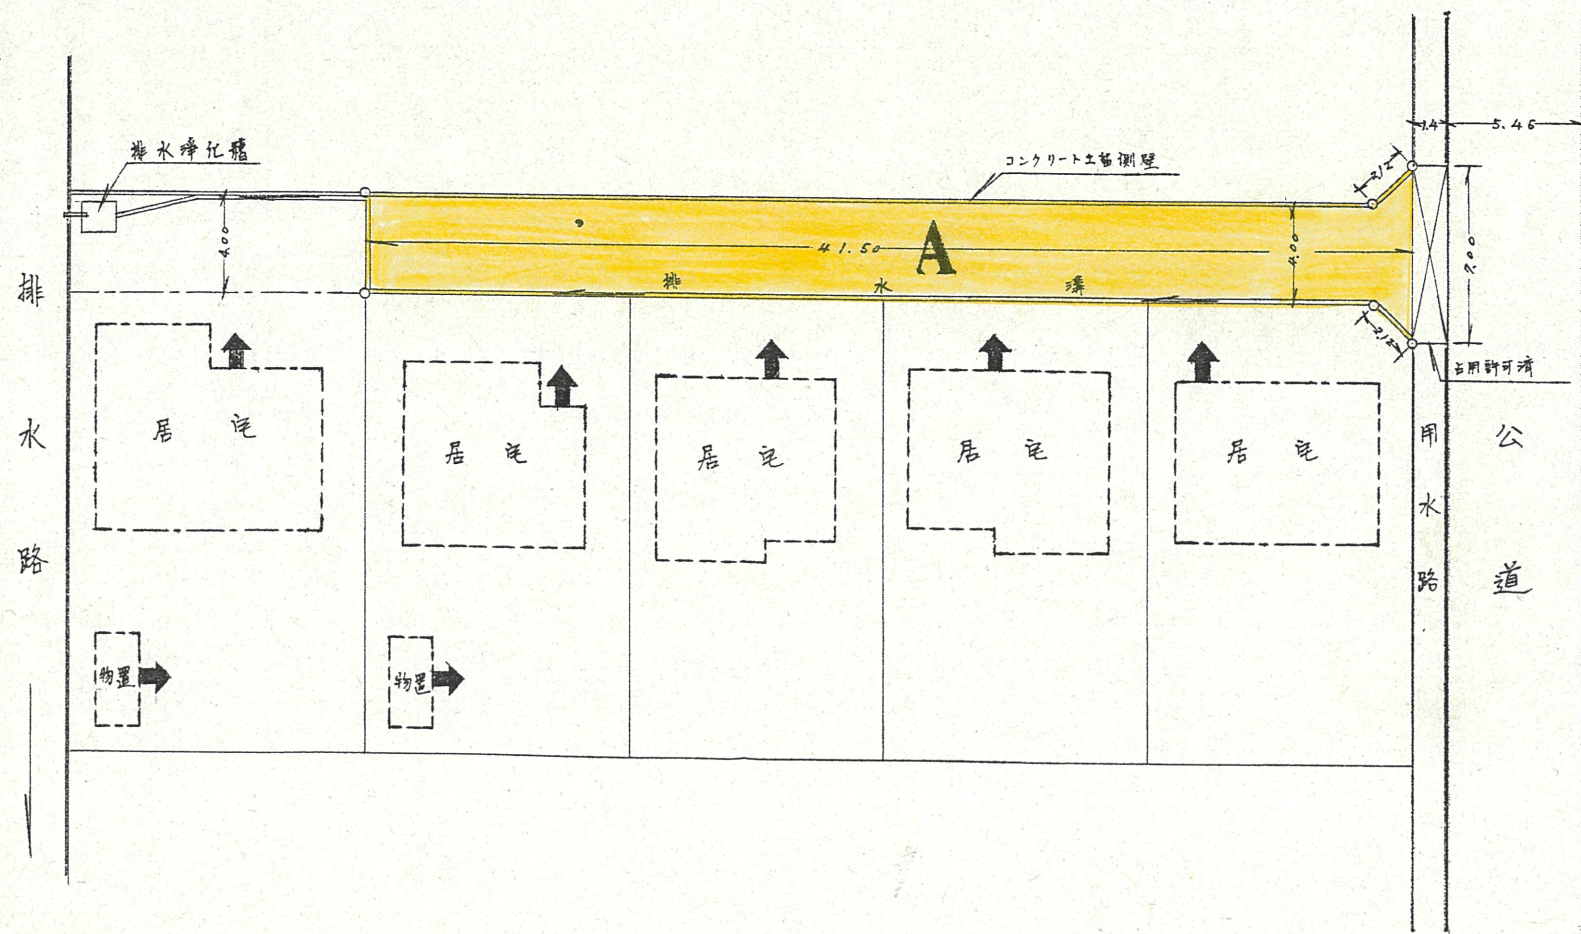 1.4
5.46
排水浄化槽
コンクリート土留側壁
2.12
4.00
41.50
A
4.00
7.00
排水溝
2.12
占用許可済
排水路
居宅
居宅
居宅
居宅
居宅
用水路
公道
物置
物置